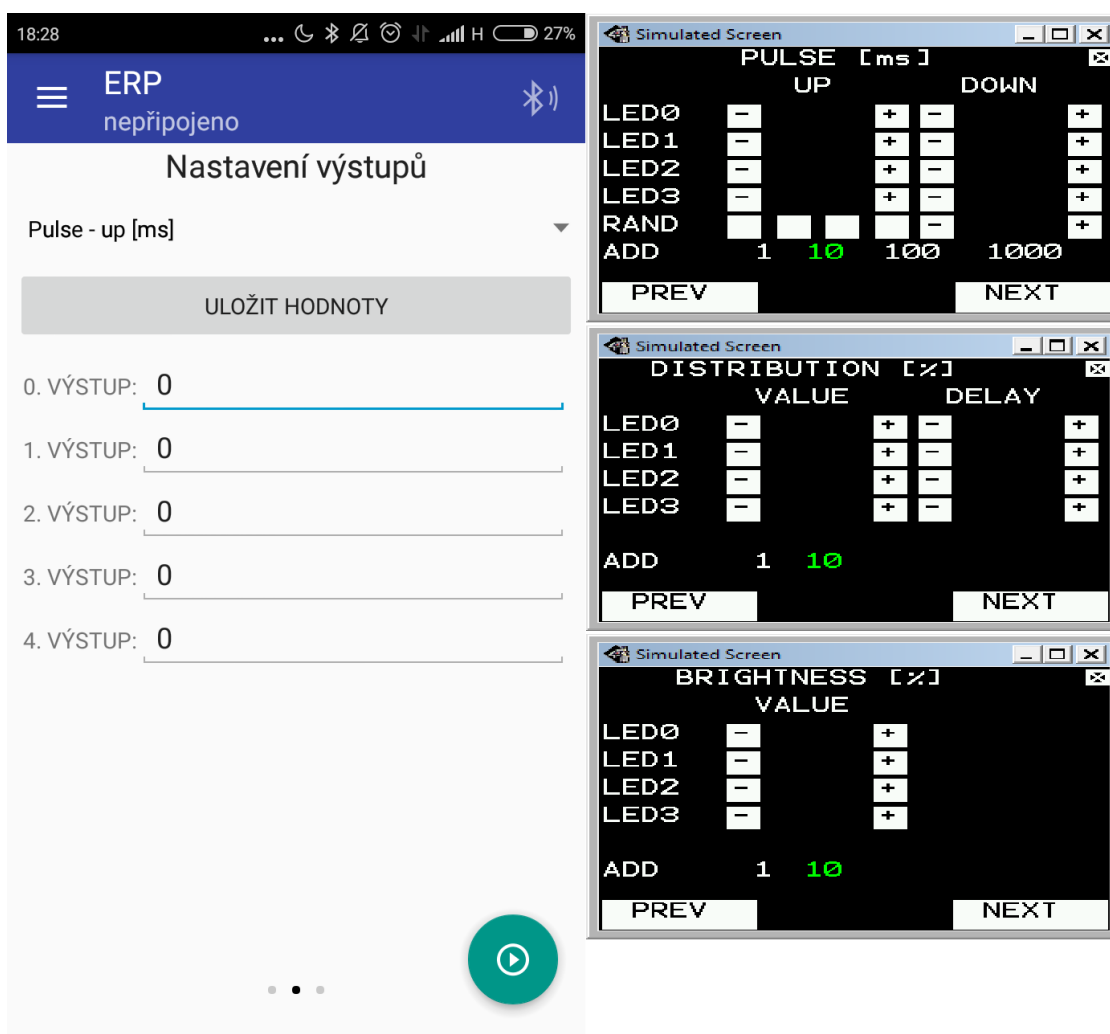 18:28 ... H 27%
ERP
nepřipojeno
Nastavení výstupů
Pulse - up [ms]
ULOŽIT HODNOTY
0. VÝSTUP: 0
1. VÝSTUP: 0
2. VÝSTUP: 0
3. VÝSTUP: 0
4. VÝSTUP: 0
Simulated Screen
PULSE [ms]
UP DOWN
LED0 - + - +
LED1 - + - +
LED2 - + - +
LED3 - + - +
RAND - +
ADD 1 10 100 1000
PREV NEXT
Simulated Screen
DISTRIBUTION [%]
VALUE DELAY
LED0 - + - +
LED1 - + - +
LED2 - + - +
LED3 - + - +
ADD 1 10
PREV NEXT
Simulated Screen
BRIGHTNESS [%]
VALUE
LED0 - +
LED1 - +
LED2 - +
LED3 - +
ADD 1 10
PREV NEXT